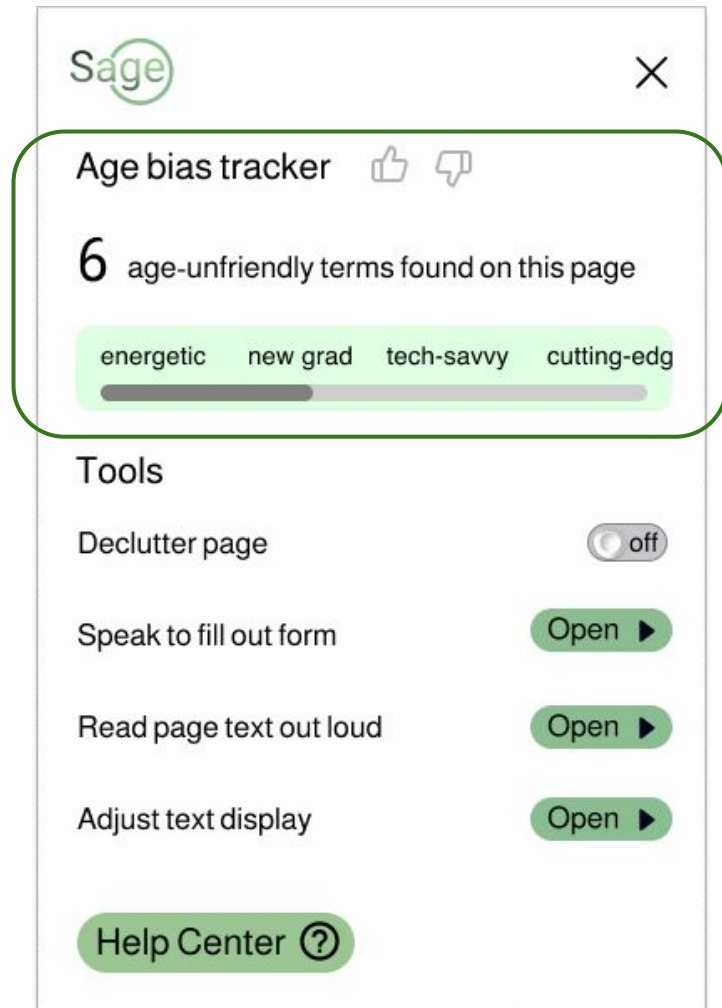 Sage
Age bias tracker
6 age-unfriendly terms found on this page
energetic new grad tech-savvy cutting-edg
Tools
Declutter page off
Speak to fill out form Open
Read page text out loud Open
Adjust text display Open
Help Center ?